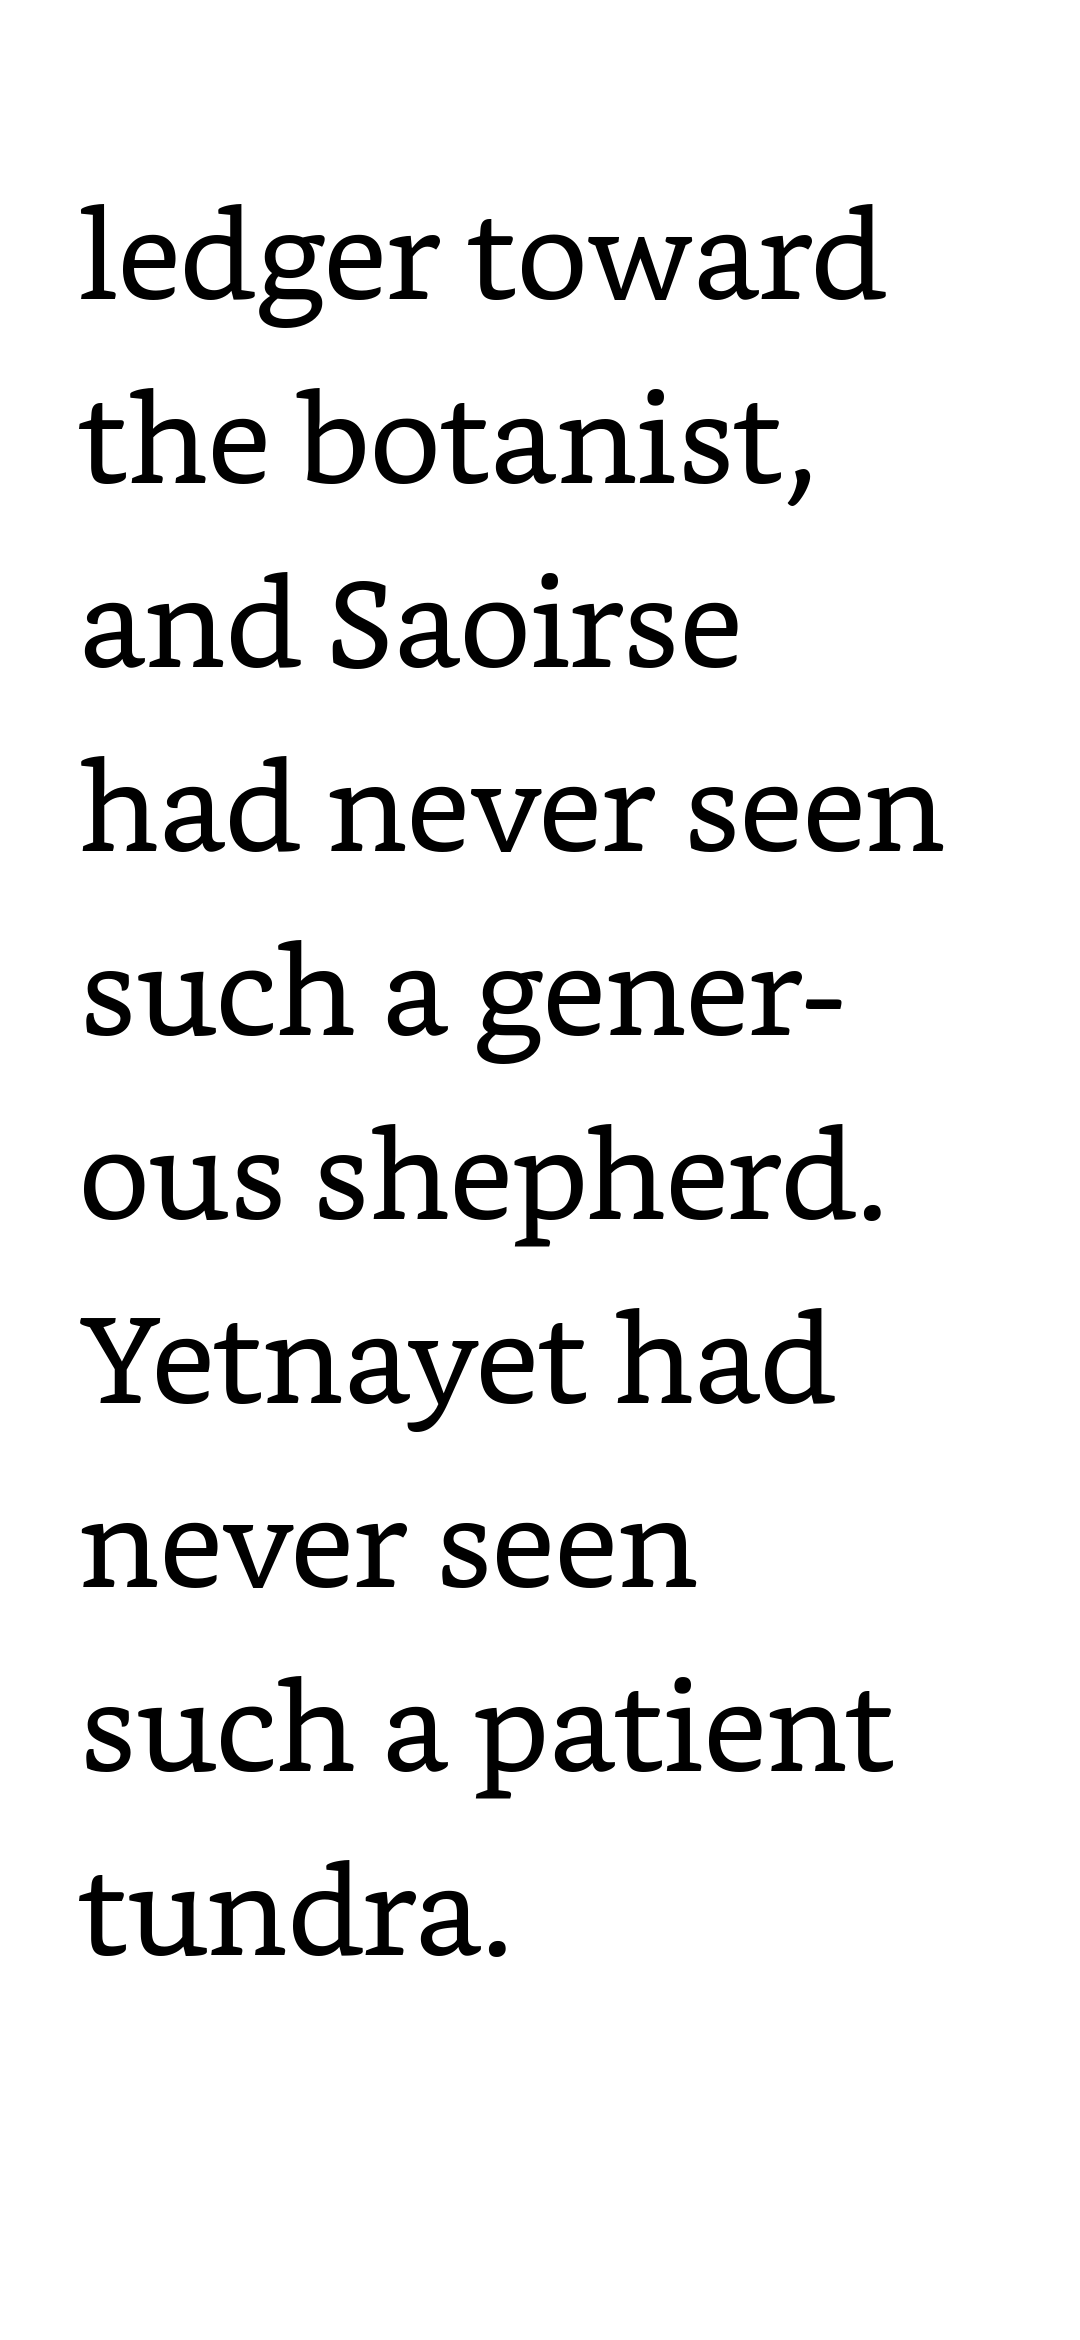 ledger toward
the botanist,
and Saoirse
had never seen
such a gener-
ous shepherd.
Yetnayet had
never seen
such a patient
tundra.